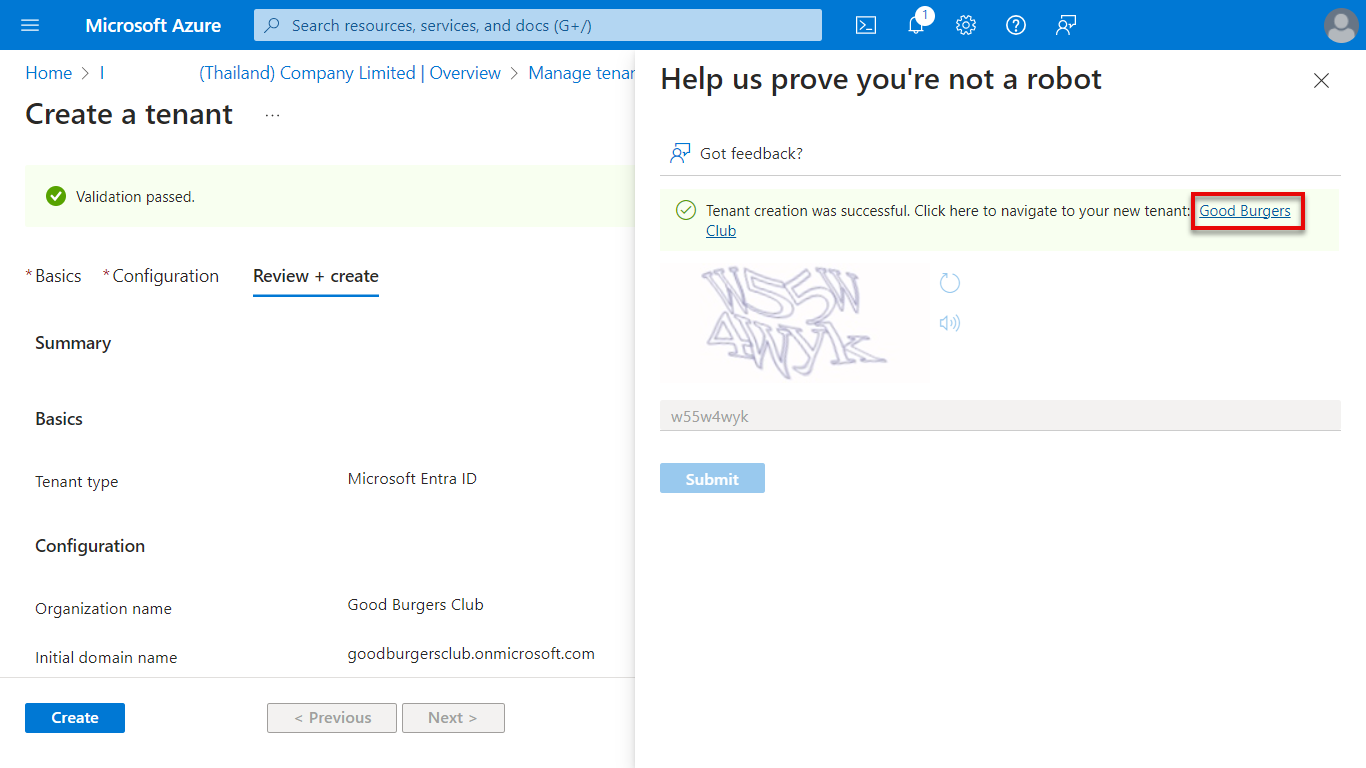 Microsoft Azure
Search resources, services, and docs (G+/)
1
Home > I (Thailand) Company Limited | Overview > Manage tenan
Create a tenant ...
Validation passed.
* Basics * Configuration Review + create
Summary
Basics
Tenant type Microsoft Entra ID
Configuration
Organization name Good Burgers Club
Initial domain name goodburgersclub.onmicrosoft.com
Create < Previous Next >
Help us prove you're not a robot
Got feedback?
Tenant creation was successful. Click here to navigate to your new tenant: Good Burgers
Club
W55W
4WYK
w55w4wyk
Submit